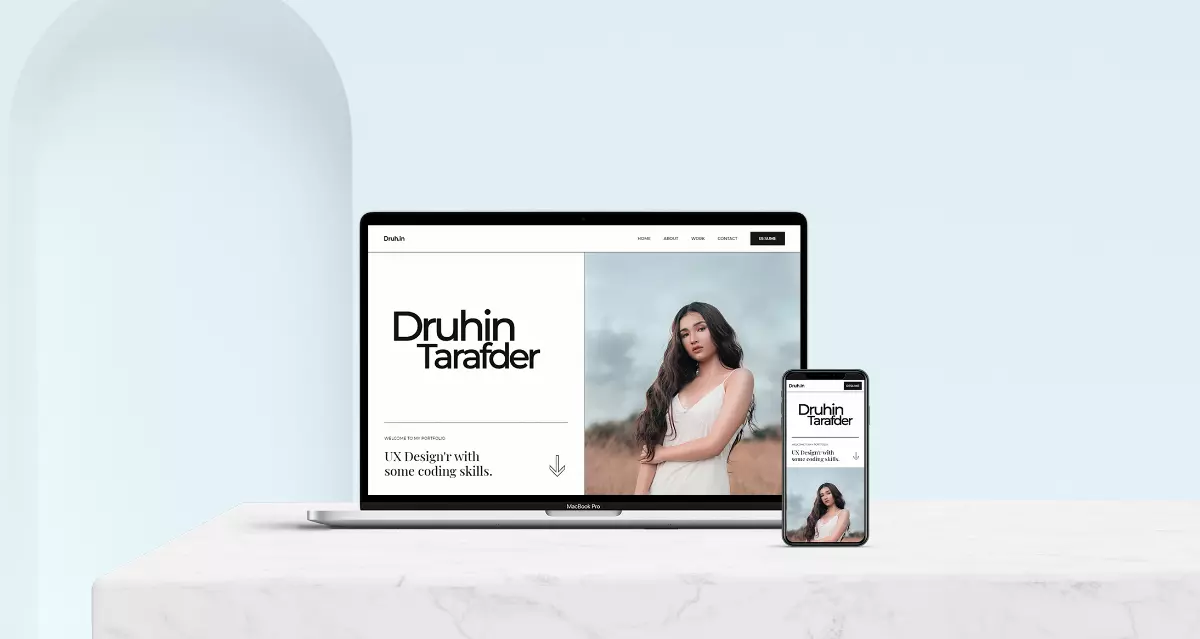 Druh.in
HOME ABOUT WORK CONTACT RESUME
Druhin
Tarafder
WELCOME TO MY PORTFOLIO
UX Design'r with
some coding skills.
MacBook Pro
Druh.in RESUME
Druhin
Tarafder
WELCOME TO MY PORTFOLIO
UX Design'r with
some coding skills.